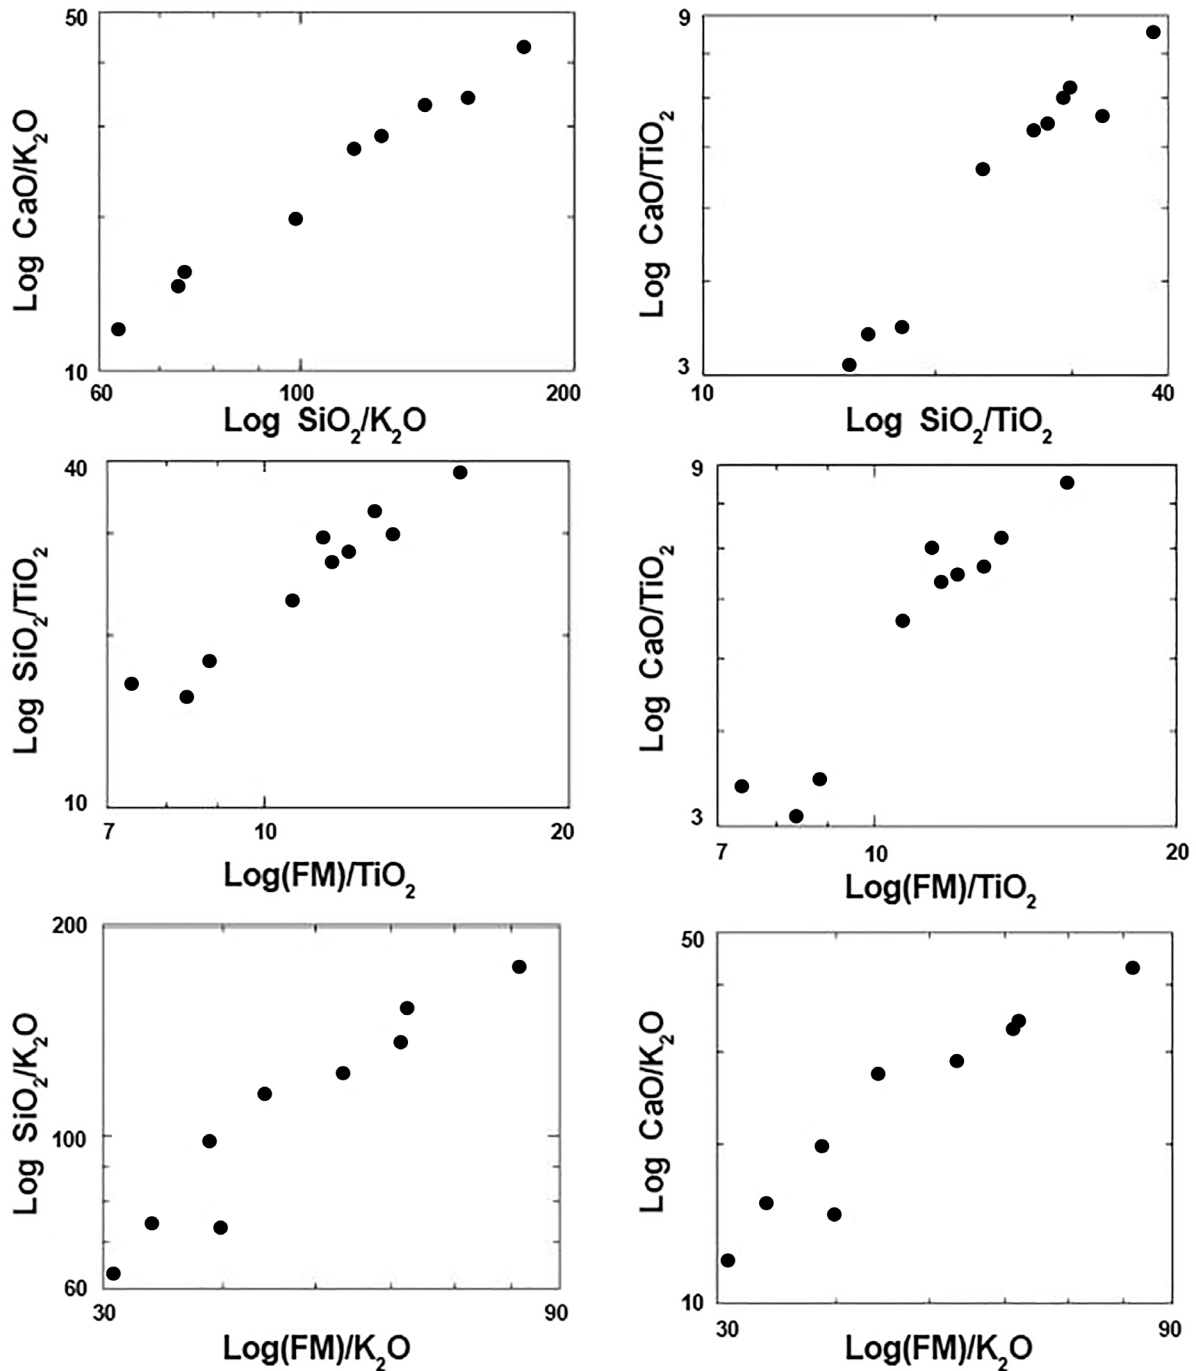 50
Log CaO/K₂O
10
60
100
200
Log SiO₂/K₂O
9
Log CaO/TiO₂
3
10
40
Log SiO₂/TiO₂
40
Log SiO₂/TiO₂
10
7
10
20
Log(FM)/TiO₂
9
Log CaO/TiO₂
3
7
10
20
Log(FM)/TiO₂
200
Log SiO₂/K₂O
100
60
30
90
Log(FM)/K₂O
50
Log CaO/K₂O
10
30
90
Log(FM)/K₂O